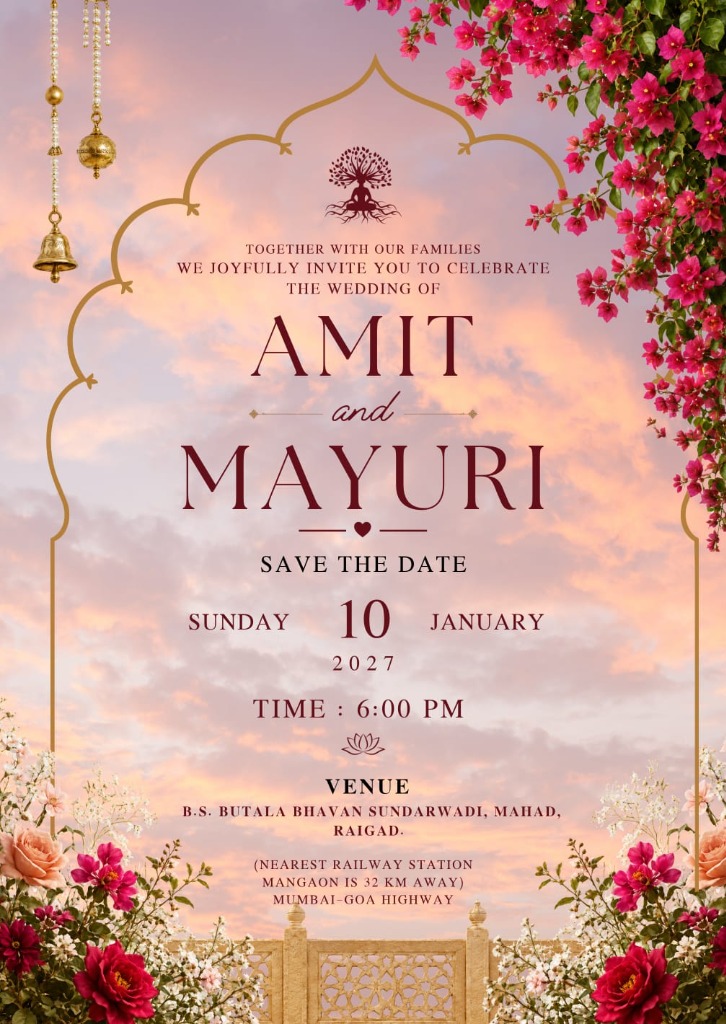 TOGETHER WITH OUR FAMILIES
WE JOYFULLY INVITE YOU TO CELEBRATE
THE WEDDING OF
AMIT
and
MAYURI
SAVE THE DATE
SUNDAY 10 JANUARY
2027
TIME : 6:00 PM
VENUE
B.S. BUTALA BHAVAN SUNDARWADI, MAHAD,
RAIGAD.
(NEAREST RAILWAY STATION
MANGAON IS 32 KM AWAY)
MUMBAI-GOA HIGHWAY